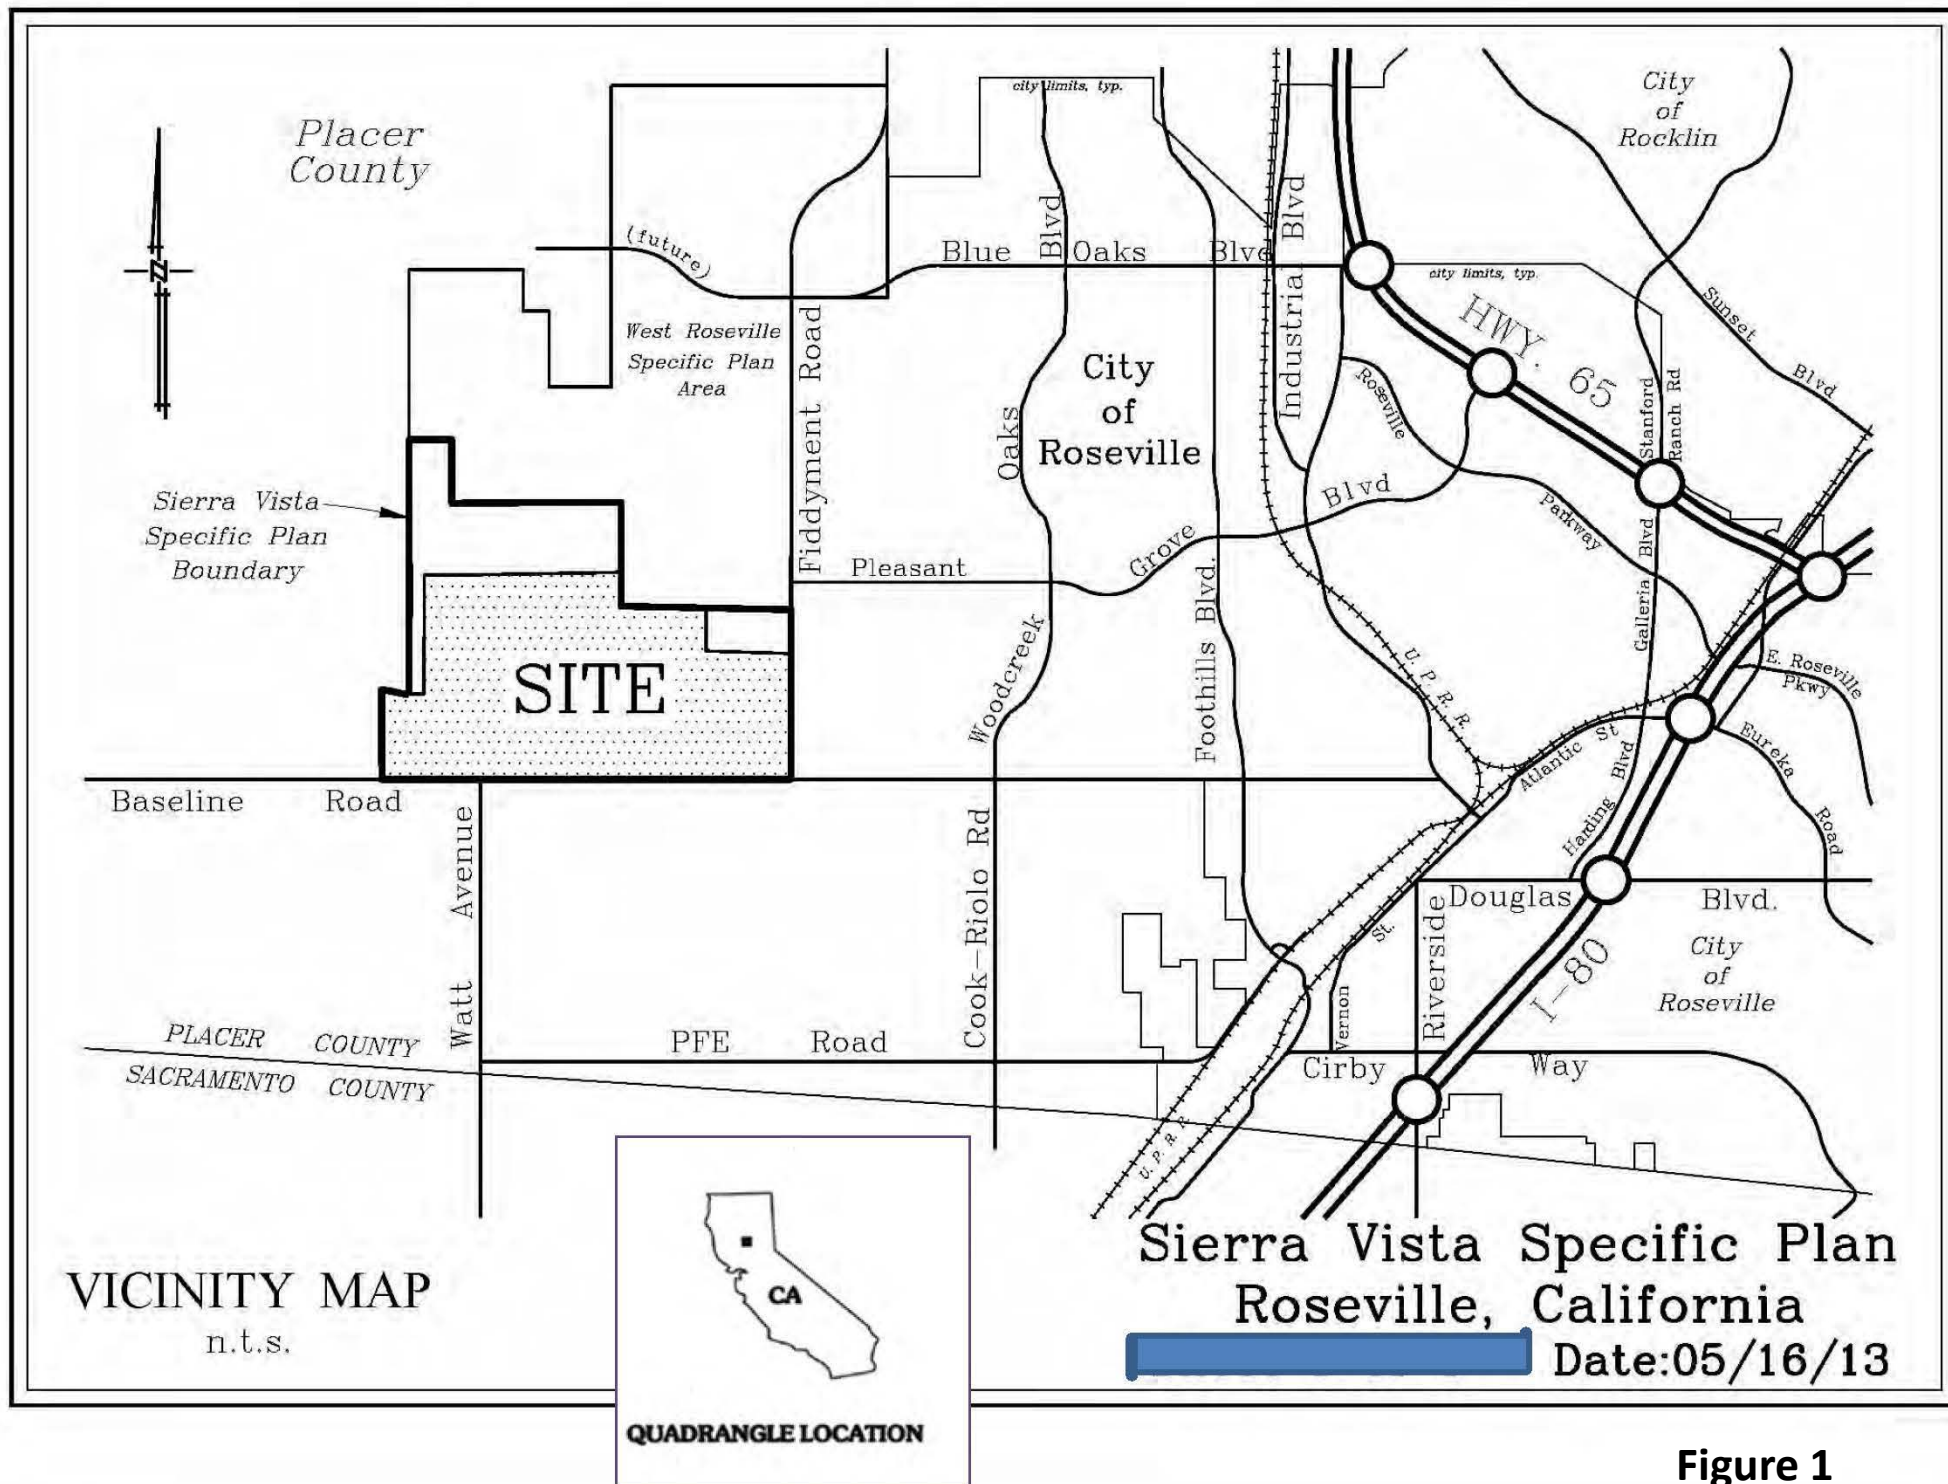 Placer
County
city limits, typ.
City
of
Rocklin
(future)
Blue Oaks Blvd
Blvd
Industrial Blvd
city limits, typ.
HWY. 65
Sunset
Blvd
West Roseville
Specific Plan
Area
Fiddyment Road
City
of
Roseville
Oaks
Roseville
Parkway
Stanford
Ranch Rd
Sierra Vista
Specific Plan
Boundary
Pleasant
Grove
Blvd
Galleria Blvd
Foothills Blvd.
Woodcreek
U. P. R. R
E. Roseville
Pkwy
SITE
Atlantic St
Harding Blvd
Eureka
Road
Baseline Road
Watt Avenue
Cook-Riolo Rd
Douglas
Blvd.
Riverside
St.
Vernon
City
of
Roseville
I-80
PLACER COUNTY
SACRAMENTO COUNTY
PFE Road
Cirby Way
U. P. R. R
N
VICINITY MAP
n.t.s.
CA
QUADRANGLE LOCATION
Sierra Vista Specific Plan
Roseville, California
Date:05/16/13
Figure 1